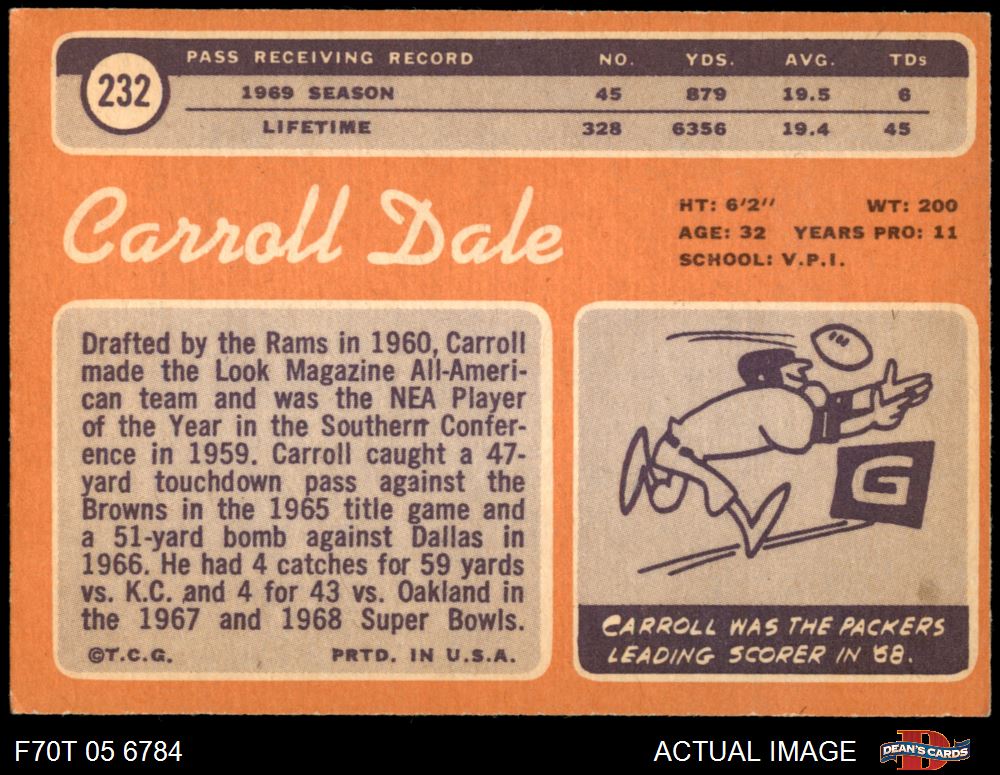 232
PASS RECEIVING RECORD NO. YDS. AVG. TDs
1969 SEASON 45 879 19.5 6
LIFETIME 328 6356 19.4 45
Carroll Dale
HT: 6'2" WT: 200
AGE: 32 YEARS PRO: 11
SCHOOL: V.P.I.
Drafted by the Rams in 1960, Carroll
made the Look Magazine All-Ameri-
can team and was the NEA Player
of the Year in the Southern Confer-
ence in 1959. Carroll caught a 47-
yard touchdown pass against the
Browns in the 1965 title game and
a 51-yard bomb against Dallas in
1966. He had 4 catches for 59 yards
vs. K.C. and 4 for 43 vs. Oakland in
the 1967 and 1968 Super Bowls.
©T.C.G. PRTD. IN U.S.A.
G
CARROLL WAS THE PACKERS
LEADING SCORER IN '68.
F70T 05 6784
ACTUAL IMAGE
D
DEAN'S CARDS